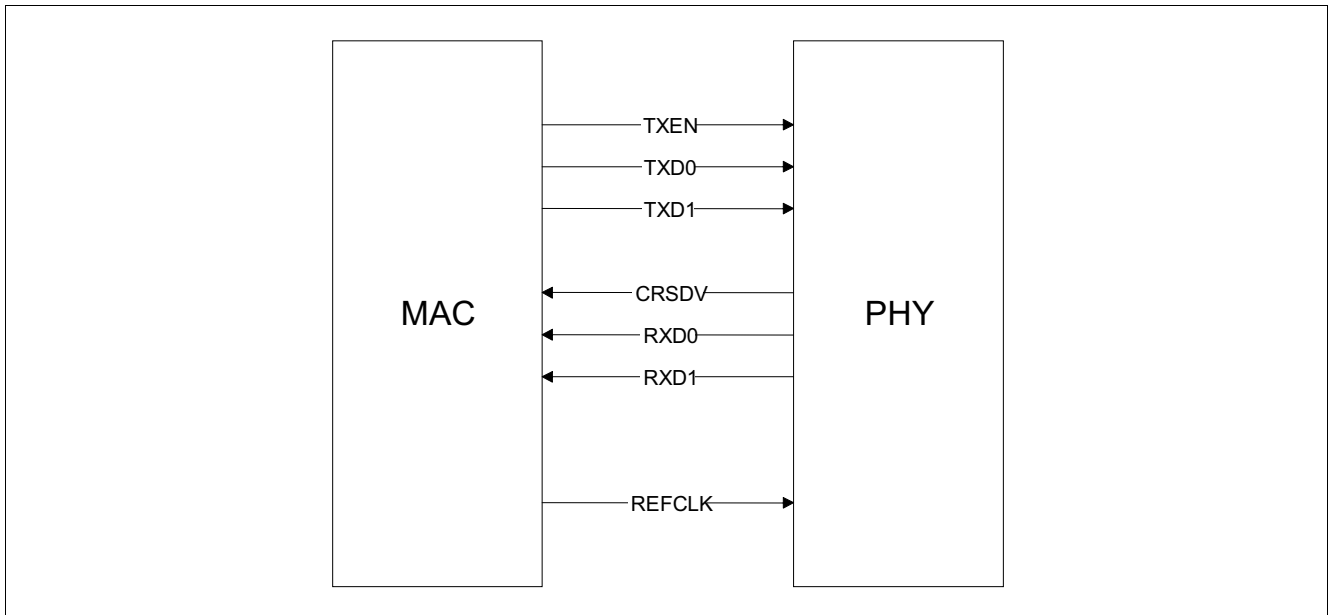 TXEN
TXD0
TXD1
MAC
CRSDV
PHY
RXD0
RXD1
REFCLK